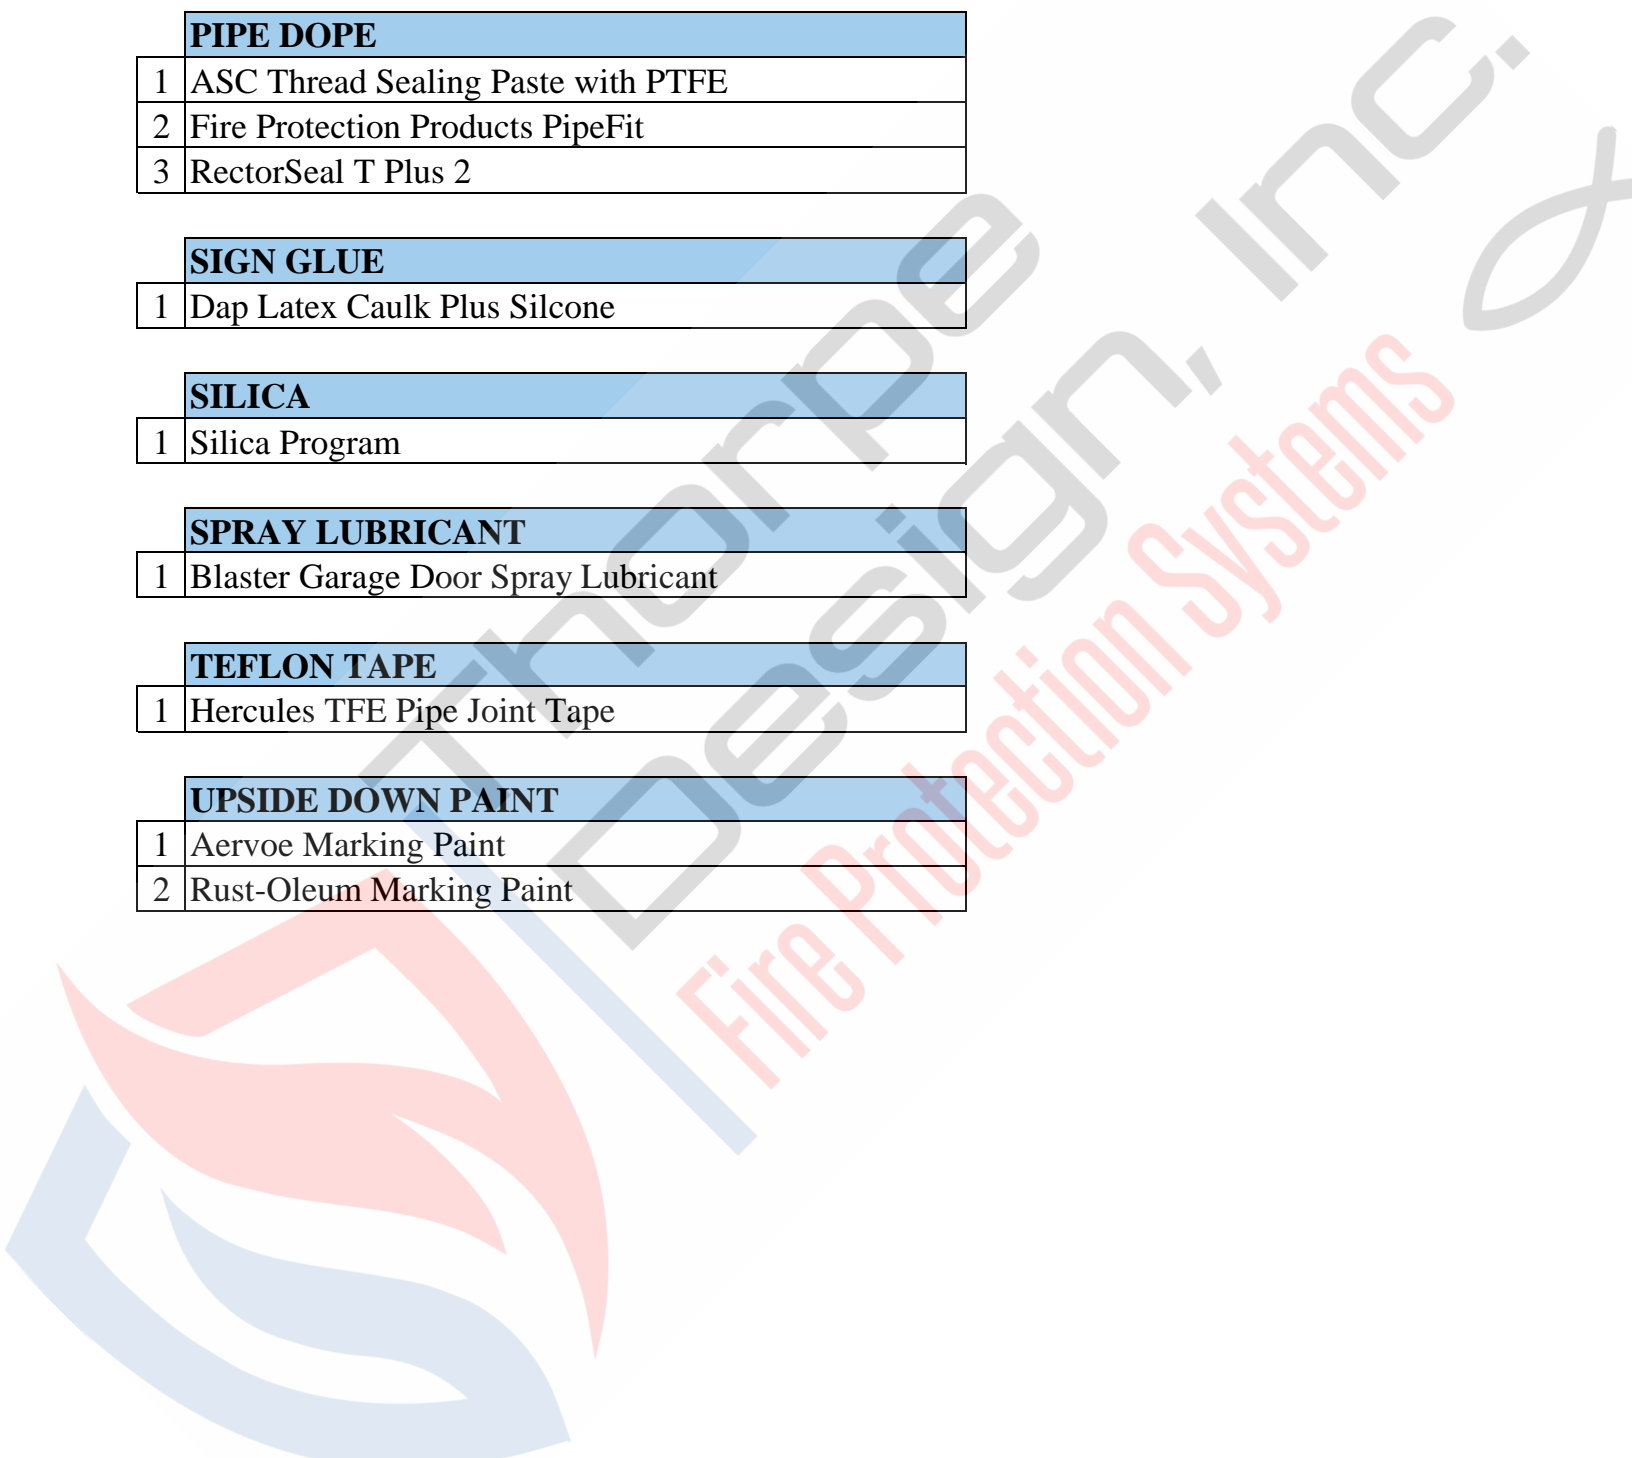 PIPE DOPE
1 ASC Thread Sealing Paste with PTFE
2 Fire Protection Products PipeFit
3 RectorSeal T Plus 2
SIGN GLUE
1 Dap Latex Caulk Plus Silcone
SILICA
1 Silica Program
SPRAY LUBRICANT
1 Blaster Garage Door Spray Lubricant
TEFLON TAPE
1 Hercules TFE Pipe Joint Tape
UPSIDE DOWN PAINT
1 Aervoe Marking Paint
2 Rust-Oleum Marking Paint
Thorpe
Design, Inc.
Fire Protection Systems